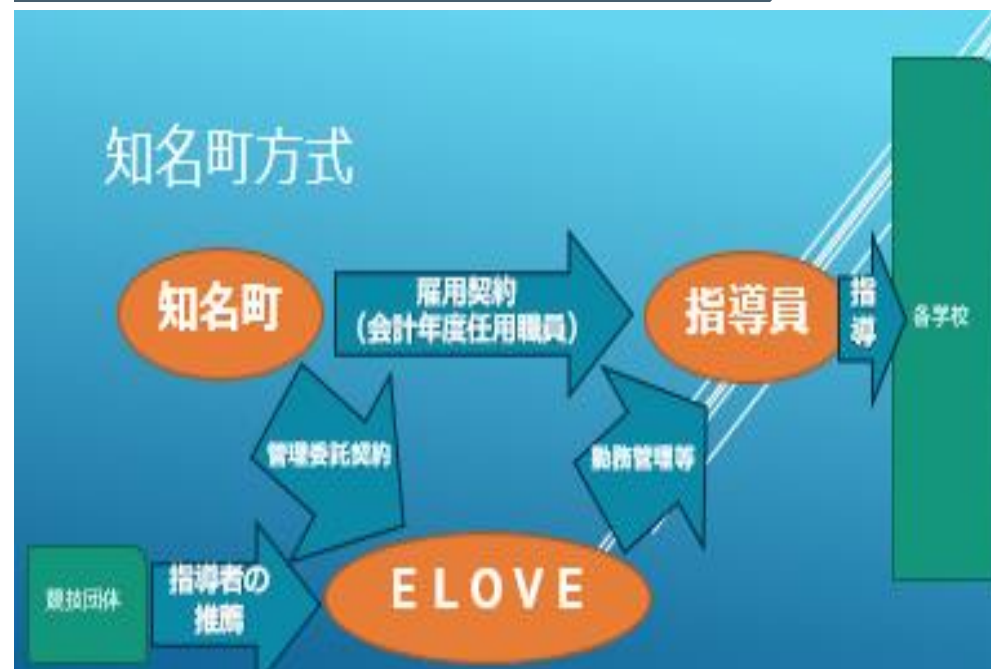 知名町方式
知名町
雇用契約
（会計年度任用職員）
指導員
指
導
各学校
管理委託契約
勤務管理等
競技団体
指導者の
推薦
ＥＬＯＶＥ